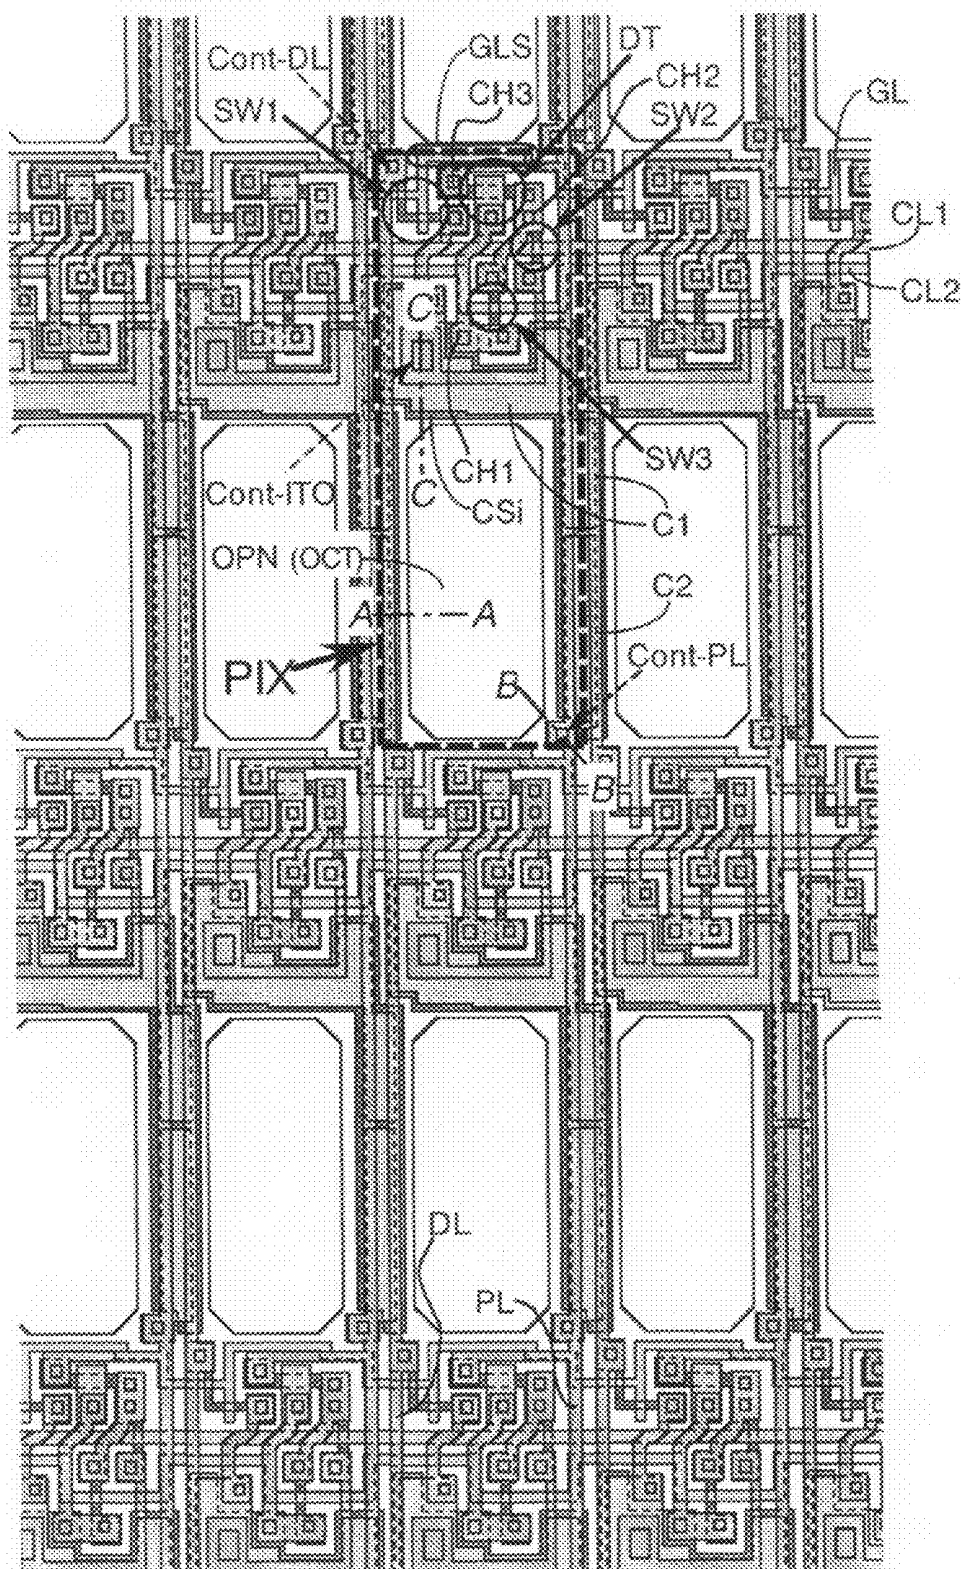 DT
GLS
Cont-DL
CH2
CH3
GL
SW1
SW2
CL1
CL2
C
SW3
CH1
C
Cont-ITO
CSi
C1
OPN (OCT)
C2
A
A
Cont-PL
PIX
B
B
DL
PL